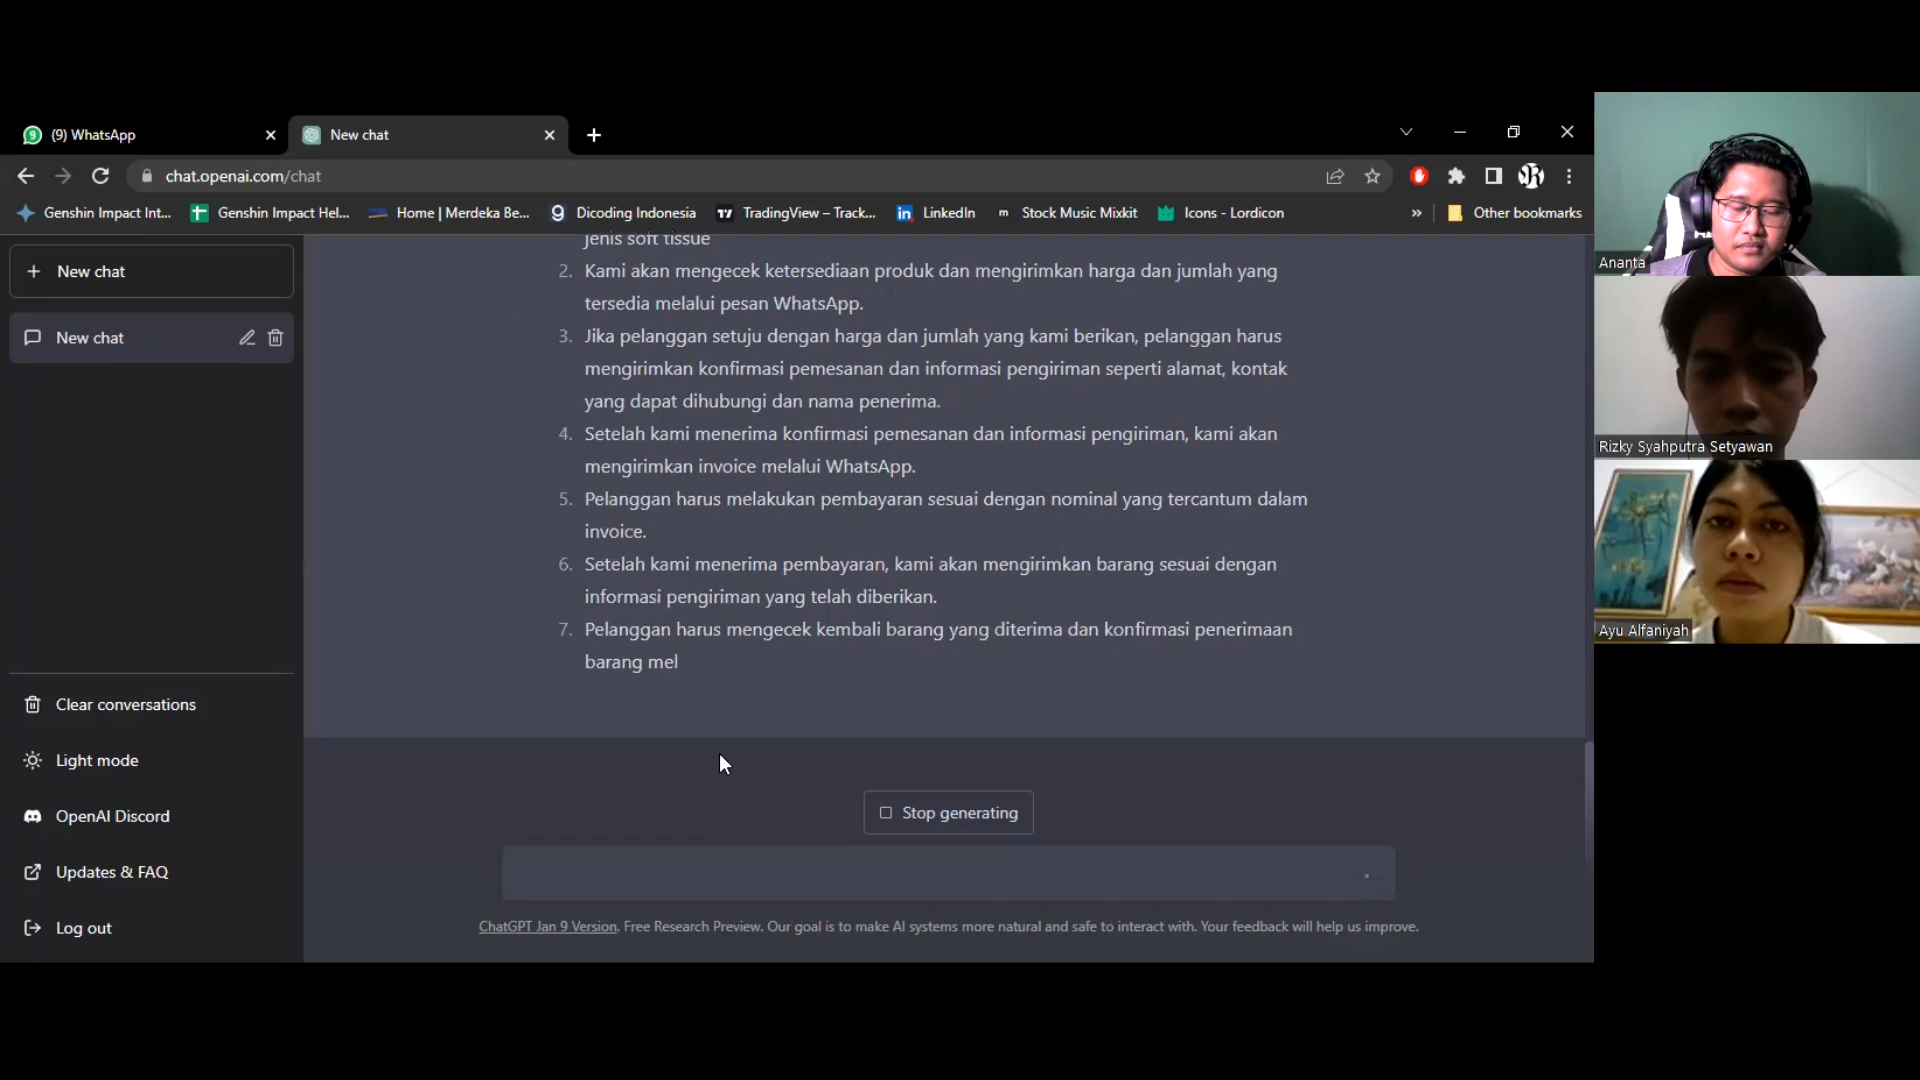 (9) WhatsApp
New chat
chat.openai.com/chat
Genshin Impact Int...
Genshin Impact Hel...
Home | Merdeka Be...
Dicoding Indonesia
TradingView – Track...
LinkedIn
Stock Music Mixkit
Icons - Lordicon
»
Other bookmarks
New chat
New chat
Clear conversations
Light mode
OpenAI Discord
Updates & FAQ
Log out
jenis soft tissue
2. Kami akan mengecek ketersediaan produk dan mengirimkan harga dan jumlah yang
tersedia melalui pesan WhatsApp.
3. Jika pelanggan setuju dengan harga dan jumlah yang kami berikan, pelanggan harus
mengirimkan konfirmasi pemesanan dan informasi pengiriman seperti alamat, kontak
yang dapat dihubungi dan nama penerima.
4. Setelah kami menerima konfirmasi pemesanan dan informasi pengiriman, kami akan
mengirimkan invoice melalui WhatsApp.
5. Pelanggan harus melakukan pembayaran sesuai dengan nominal yang tercantum dalam
invoice.
6. Setelah kami menerima pembayaran, kami akan mengirimkan barang sesuai dengan
informasi pengiriman yang telah diberikan.
7. Pelanggan harus mengecek kembali barang yang diterima dan konfirmasi penerimaan
barang mel
Stop generating
ChatGPT Jan 9 Version. Free Research Preview. Our goal is to make AI systems more natural and safe to interact with. Your feedback will help us improve.
Ananta
Rizky Syahputra Setyawan
Ayu Alfaniyah